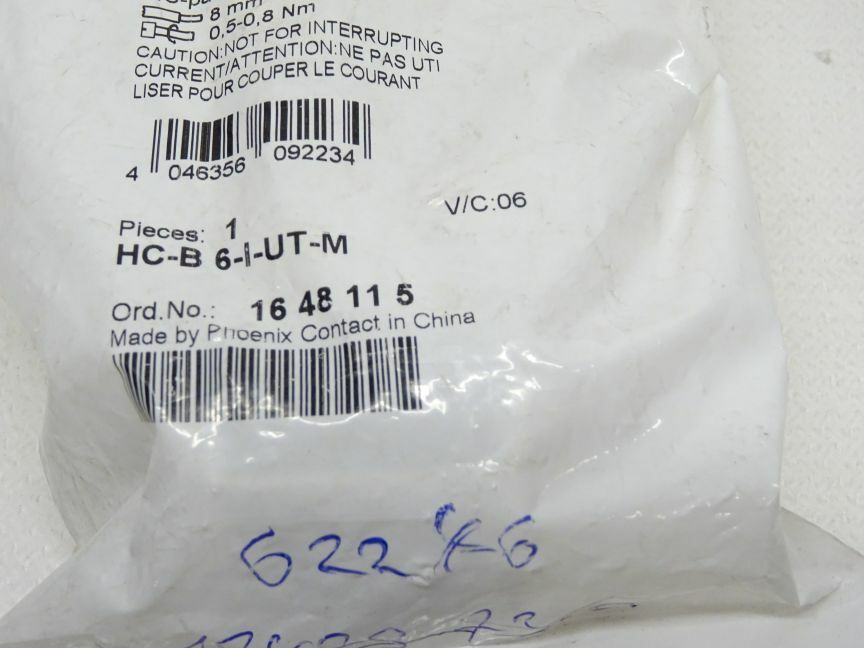 8 mm
0,5-0,8 Nm
CAUTION:NOT FOR INTERRUPTING
CURRENT/ATTENTION:NE PAS UTI
LISER POUR COUPER LE COURANT
4 046356 092234
V/C:06
Pieces: 1
HC-B 6-I-UT-M
Ord.No.: 16 48 11 5
Made by Phoenix Contact in China
622